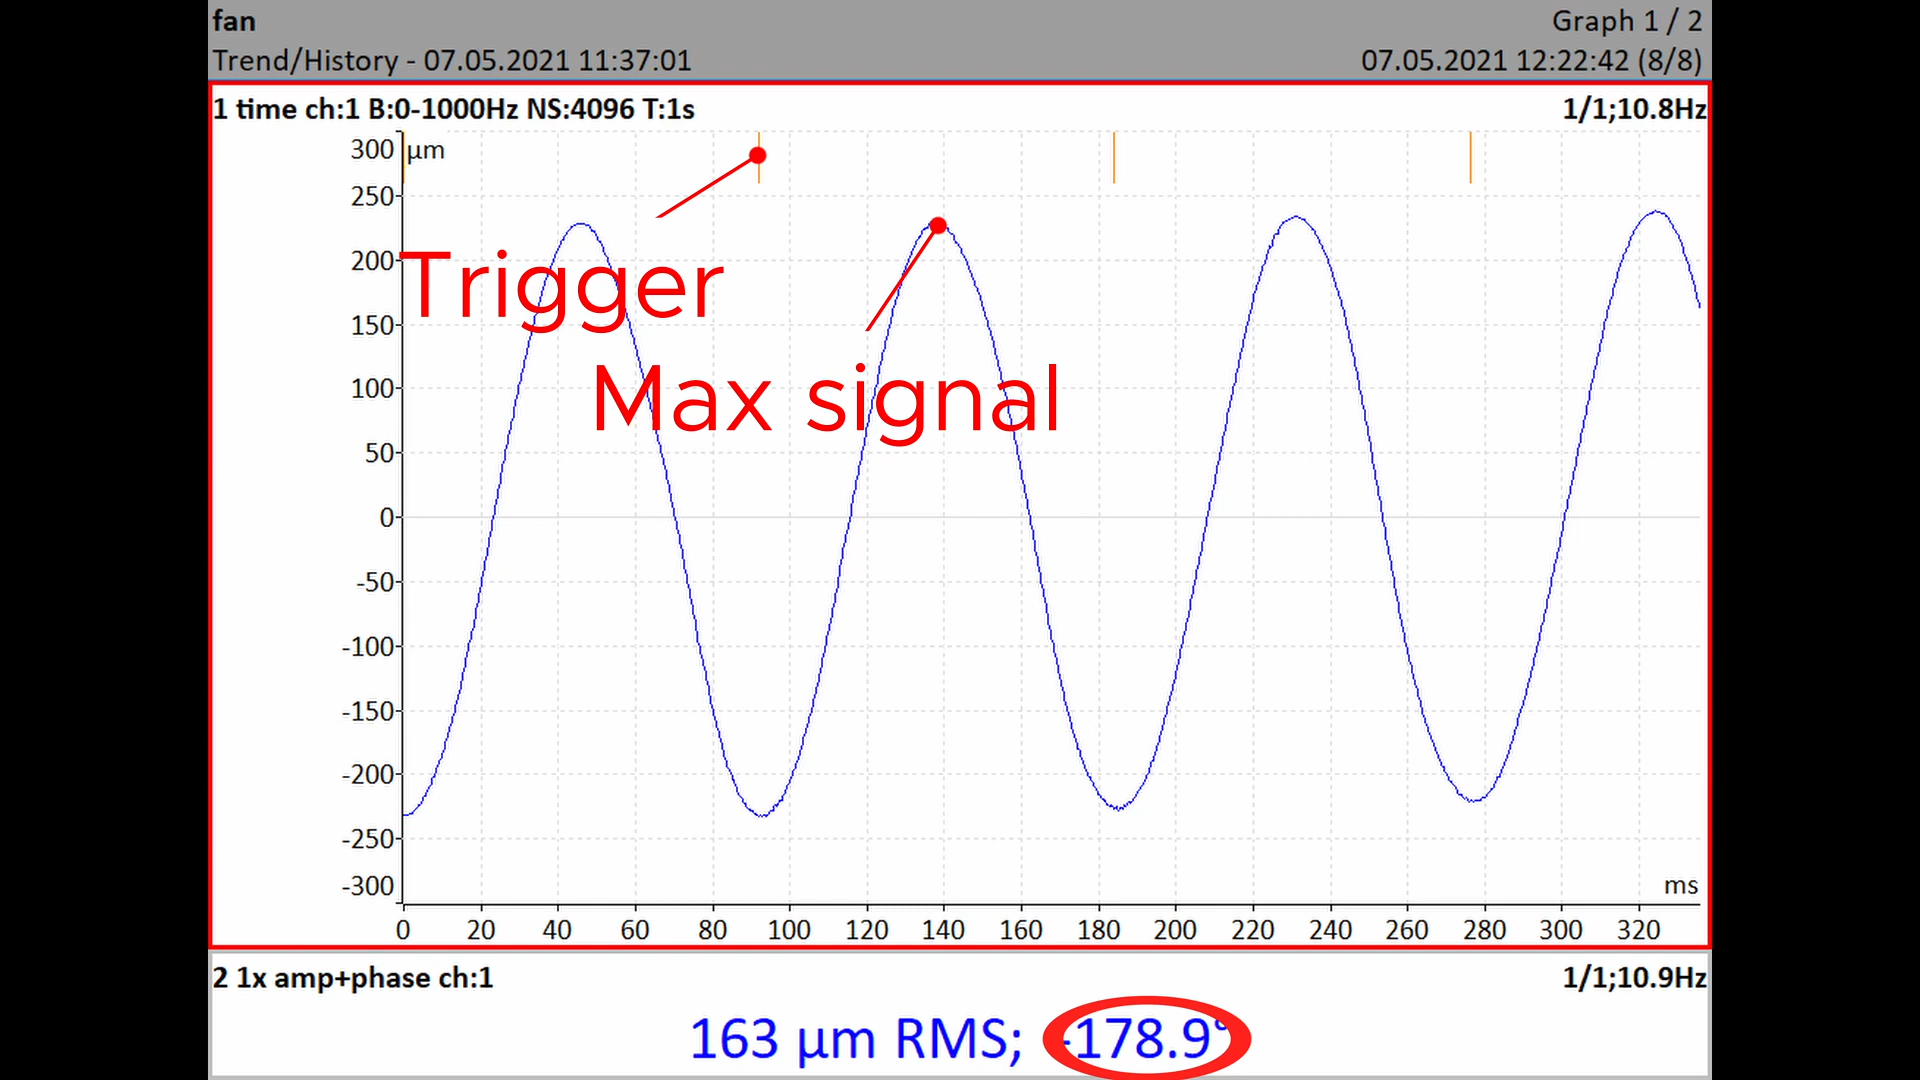 fan
Graph 1 / 2
Trend/History - 07.05.2021 11:37:01
07.05.2021 12:22:42 (8/8)
1 time ch:1 B:0-1000Hz NS:4096 T:1s
1/1;10.8Hz
300 µm
250
200
150
100
50
0
-50
-100
-150
-200
-250
-300
Trigger
Max signal
ms
0 20 40 60 80 100 120 140 160 180 200 220 240 260 280 300 320
2 1x amp+phase ch:1
1/1;10.9Hz
163 µm RMS; -178.9°